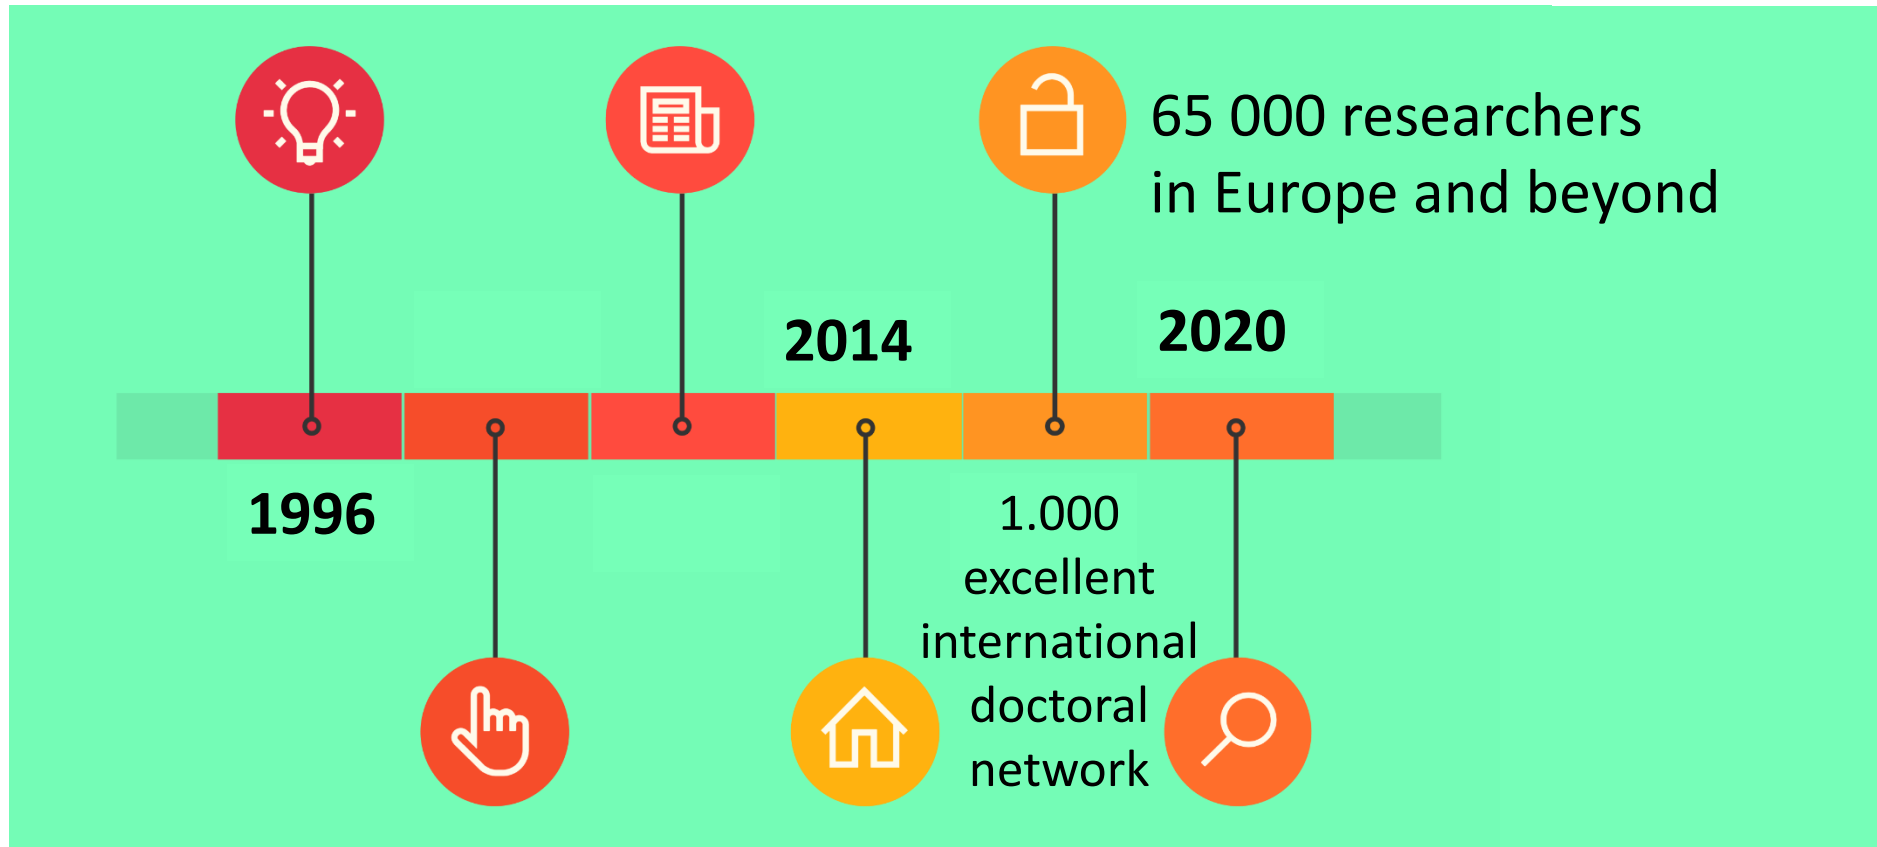 65 000 researchers
in Europe and beyond
2014
2020
1996
1.000
excellent
international
doctoral
network